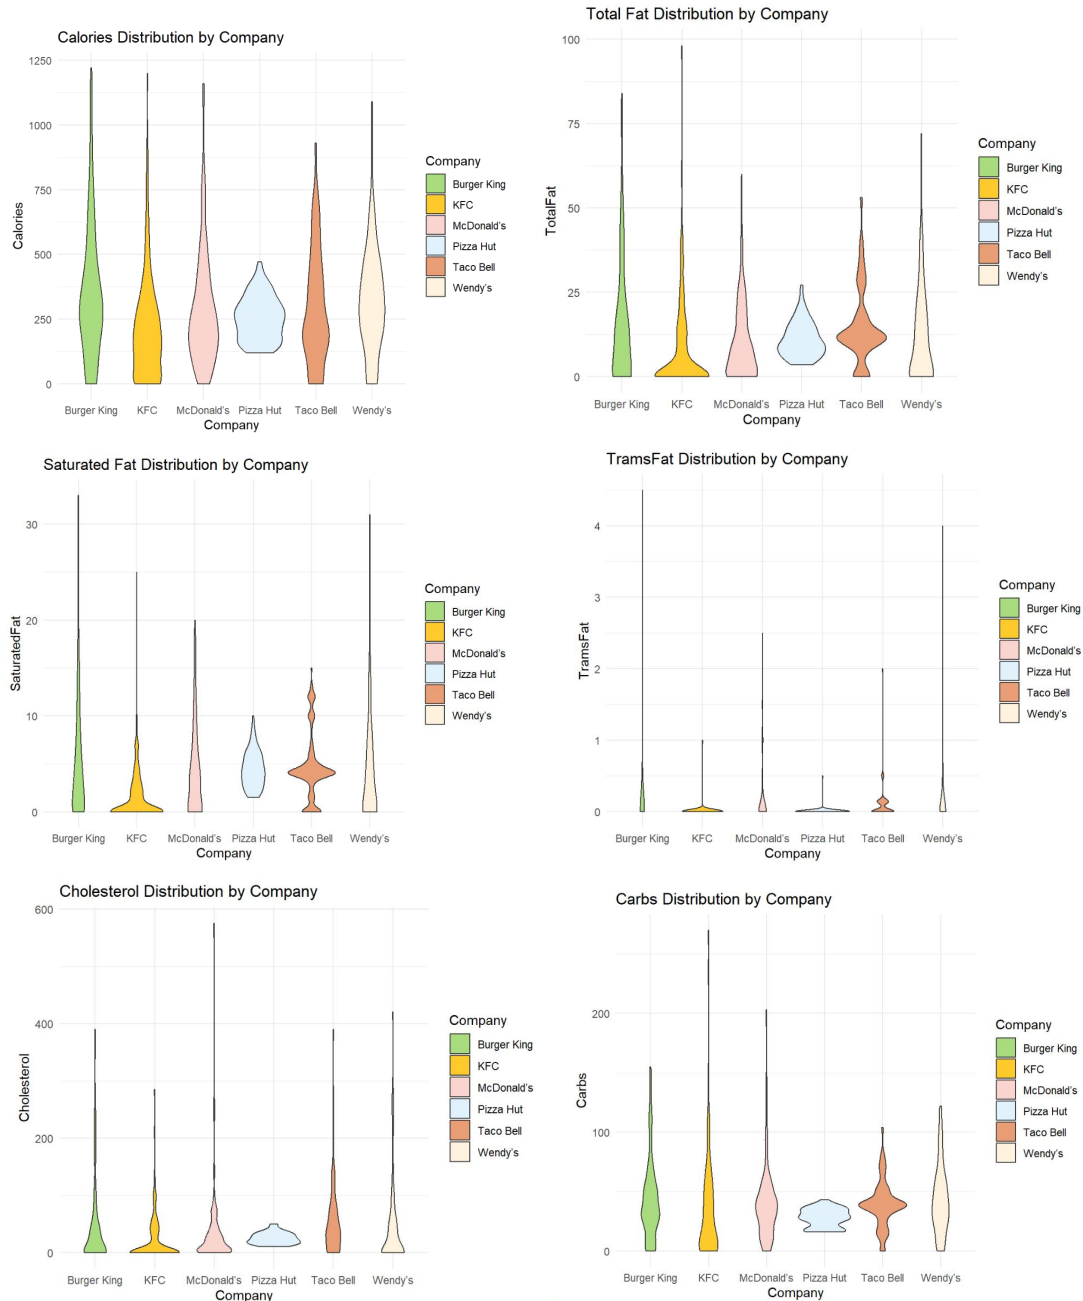 Calories Distribution by Company
1250
1000
750
500
250
0
Calories
Burger King
KFC
McDonald's
Pizza Hut
Taco Bell
Wendy's
Company
Company
Burger King
KFC
McDonald's
Pizza Hut
Taco Bell
Wendy's
Total Fat Distribution by Company
100
75
50
25
0
TotalFat
Burger King
KFC
McDonald's
Pizza Hut
Taco Bell
Wendy's
Company
Company
Burger King
KFC
McDonald's
Pizza Hut
Taco Bell
Wendy's
Saturated Fat Distribution by Company
30
20
10
0
SaturatedFat
Burger King
KFC
McDonald's
Pizza Hut
Taco Bell
Wendy's
Company
Company
Burger King
KFC
McDonald's
Pizza Hut
Taco Bell
Wendy's
TramsFat Distribution by Company
4
3
2
1
0
TramsFat
Burger King
KFC
McDonald's
Pizza Hut
Taco Bell
Wendy's
Company
Company
Burger King
KFC
McDonald's
Pizza Hut
Taco Bell
Wendy's
Cholesterol Distribution by Company
600
400
200
0
Cholesterol
Burger King
KFC
McDonald's
Pizza Hut
Taco Bell
Wendy's
Company
Company
Burger King
KFC
McDonald's
Pizza Hut
Taco Bell
Wendy's
Carbs Distribution by Company
200
100
0
Carbs
Burger King
KFC
McDonald's
Pizza Hut
Taco Bell
Wendy's
Company
Company
Burger King
KFC
McDonald's
Pizza Hut
Taco Bell
Wendy's